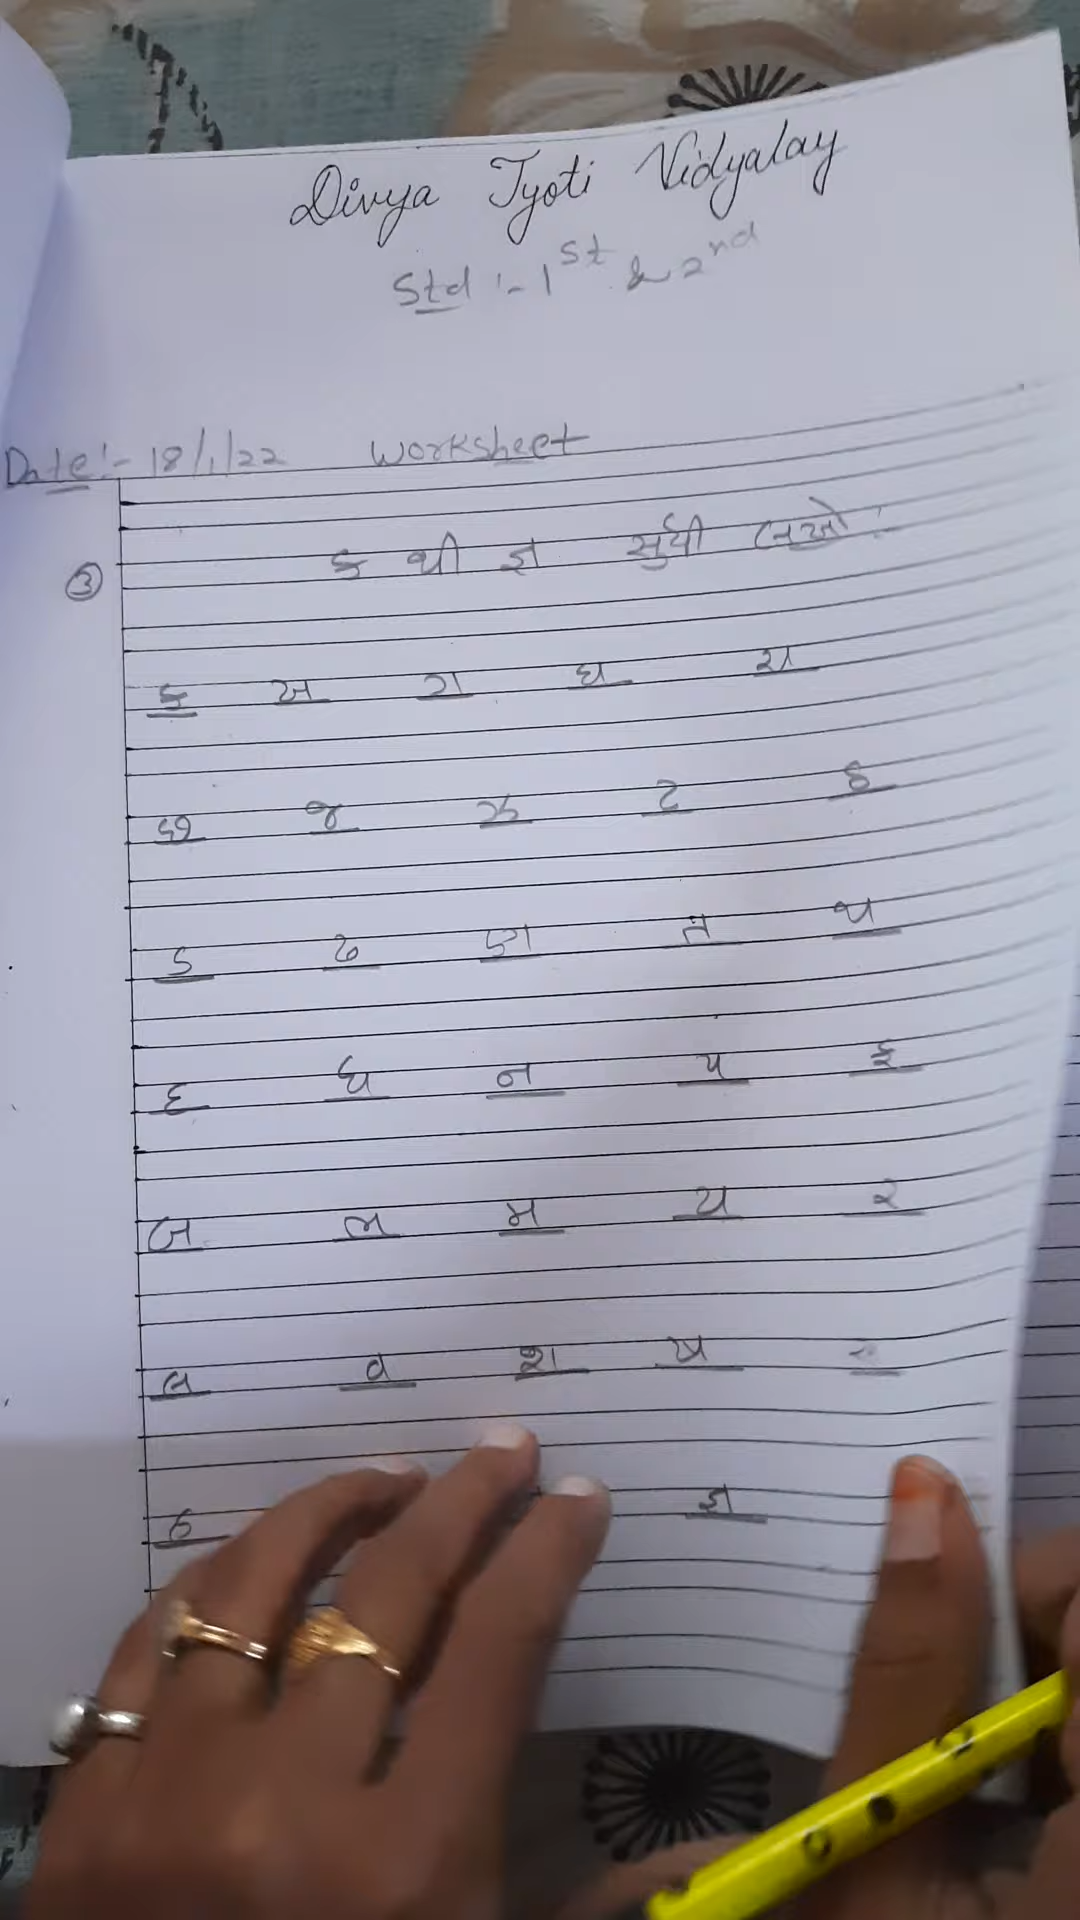 Divya Jyoti Vidyalay
Std :- 1st & 2nd
Date :- 18/1/22 Worksheet
③ ક થી જ્ઞ સુધી લખો :
ક ખ ગ ઘ ચ
છ જ ઝ ટ ઠ
ડ ઢ ણ ત થ
દ ધ ન પ ફ
બ ભ મ ય ર
લ વ શ ષ
હ જ્ઞ